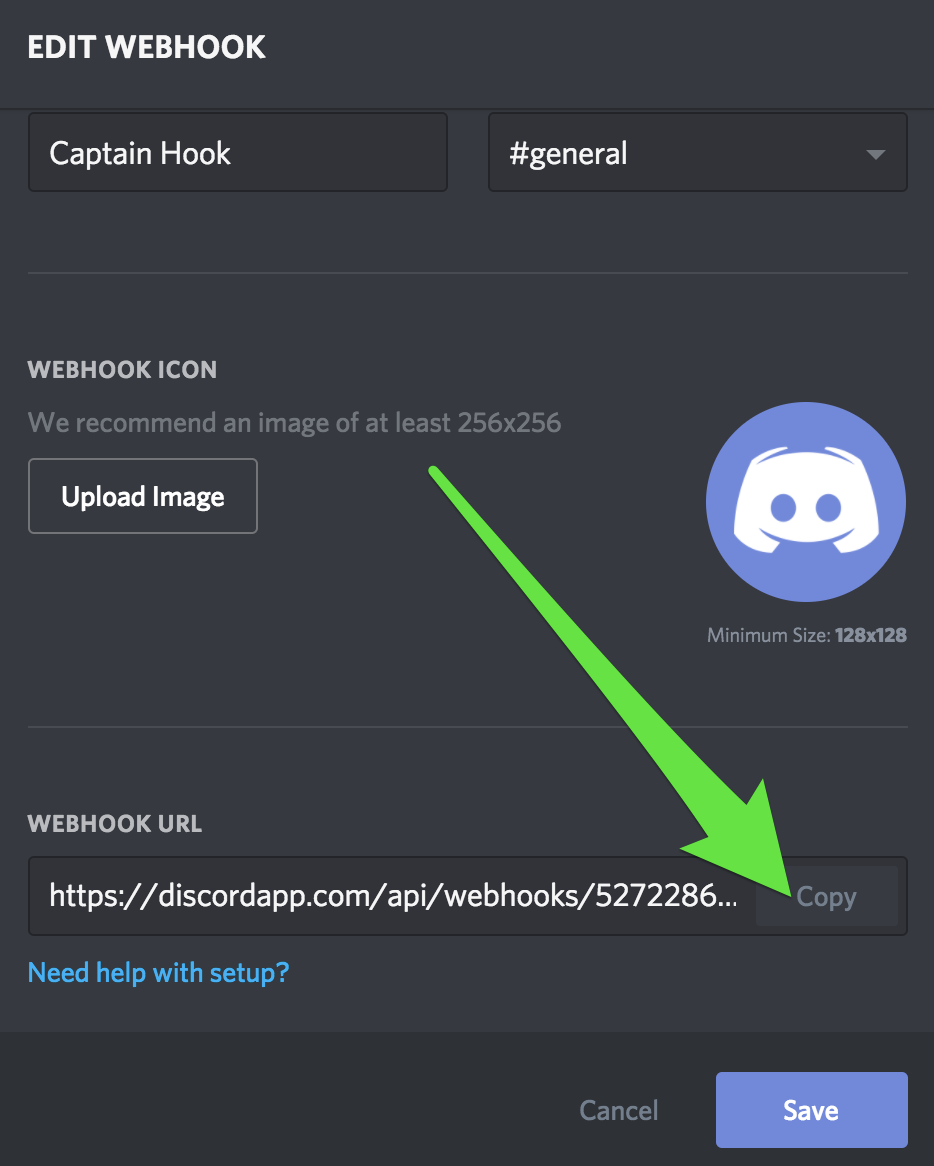 EDIT WEBHOOK
Captain Hook
#general
WEBHOOK ICON
We recommend an image of at least 256x256
Upload Image
Minimum Size: 128x128
WEBHOOK URL
https://discordapp.com/api/webhooks/5272286...
Copy
Need help with setup?
Cancel
Save